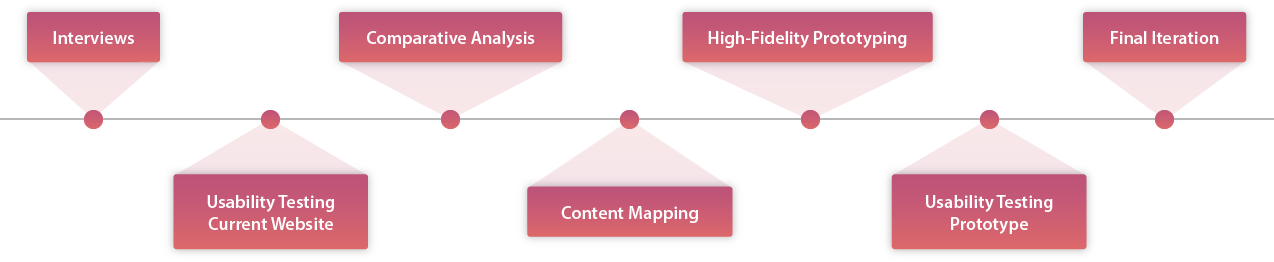 Interviews
Usability Testing
Current Website
Comparative Analysis
Content Mapping
High-Fidelity Prototyping
Usability Testing
Prototype
Final Iteration